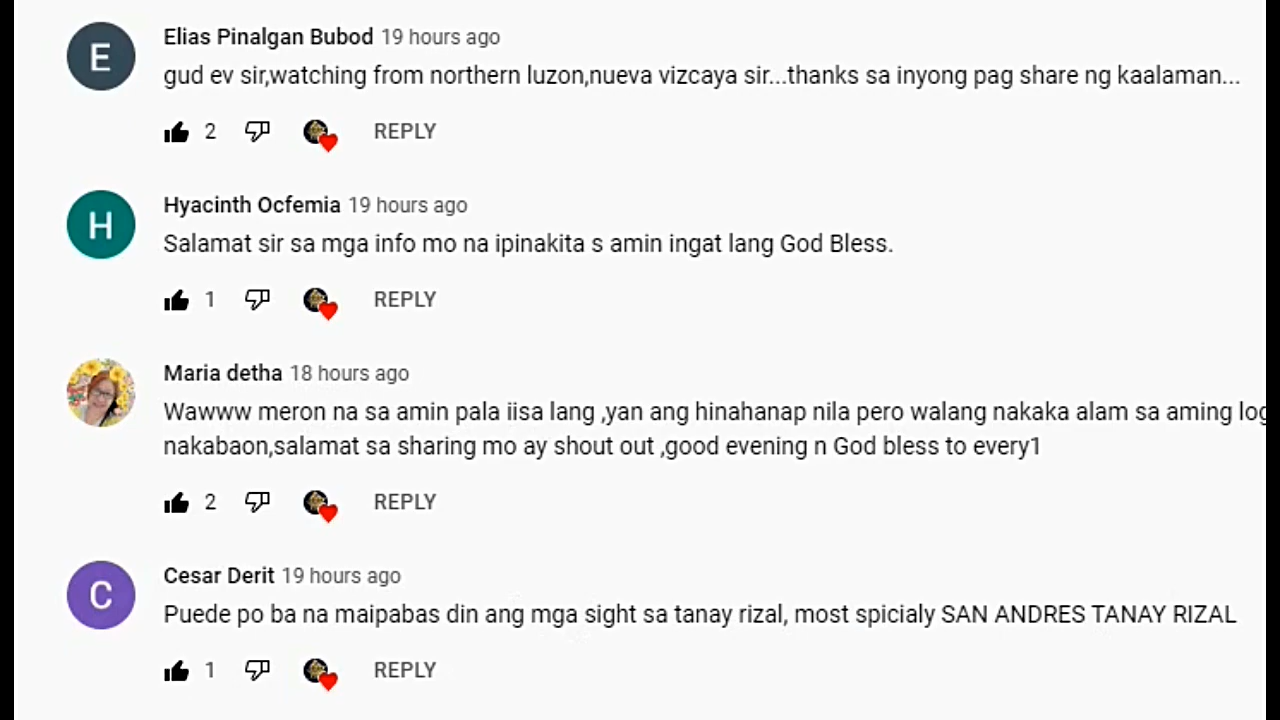 E
Elias Pinalgan Bubod 19 hours ago
gud ev sir,watching from northern luzon,nueva vizcaya sir...thanks sa inyong pag share ng kaalaman...
2 REPLY
H
Hyacinth Ocfemia 19 hours ago
Salamat sir sa mga info mo na ipinakita s amin ingat lang God Bless.
1 REPLY
Maria detha 18 hours ago
Wawww meron na sa amin pala iisa lang ,yan ang hinahanap nila pero walang nakaka alam sa aming
nakabaon,salamat sa sharing mo ay shout out ,good evening n God bless to every1
2 REPLY
C
Cesar Derit 19 hours ago
Puede po ba na maipabas din ang mga sight sa tanay rizal, most spicialy SAN ANDRES TANAY RIZAL
1 REPLY